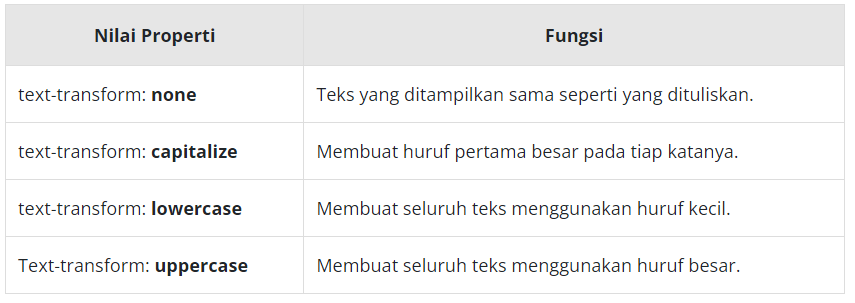 Nilai Properti Fungsi
text-transform: none Teks yang ditampilkan sama seperti yang dituliskan.
text-transform: capitalize Membuat huruf pertama besar pada tiap katanya.
text-transform: lowercase Membuat seluruh teks menggunakan huruf kecil.
Text-transform: uppercase Membuat seluruh teks menggunakan huruf besar.